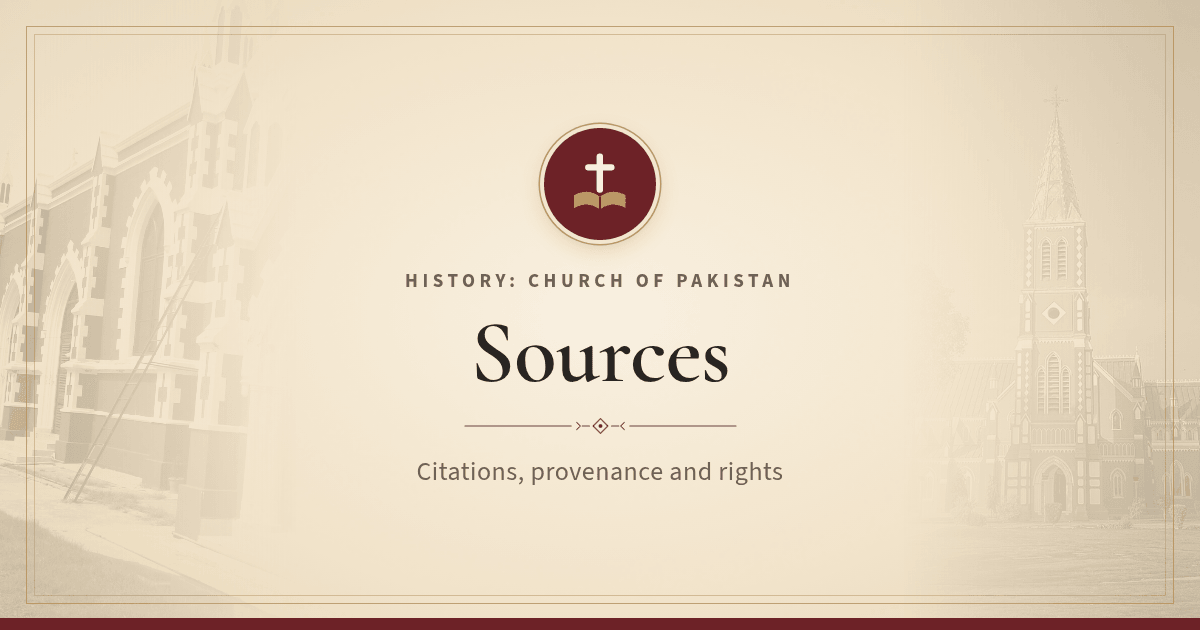 HISTORY: CHURCH OF PAKISTAN
Sources
Citations, provenance and rights